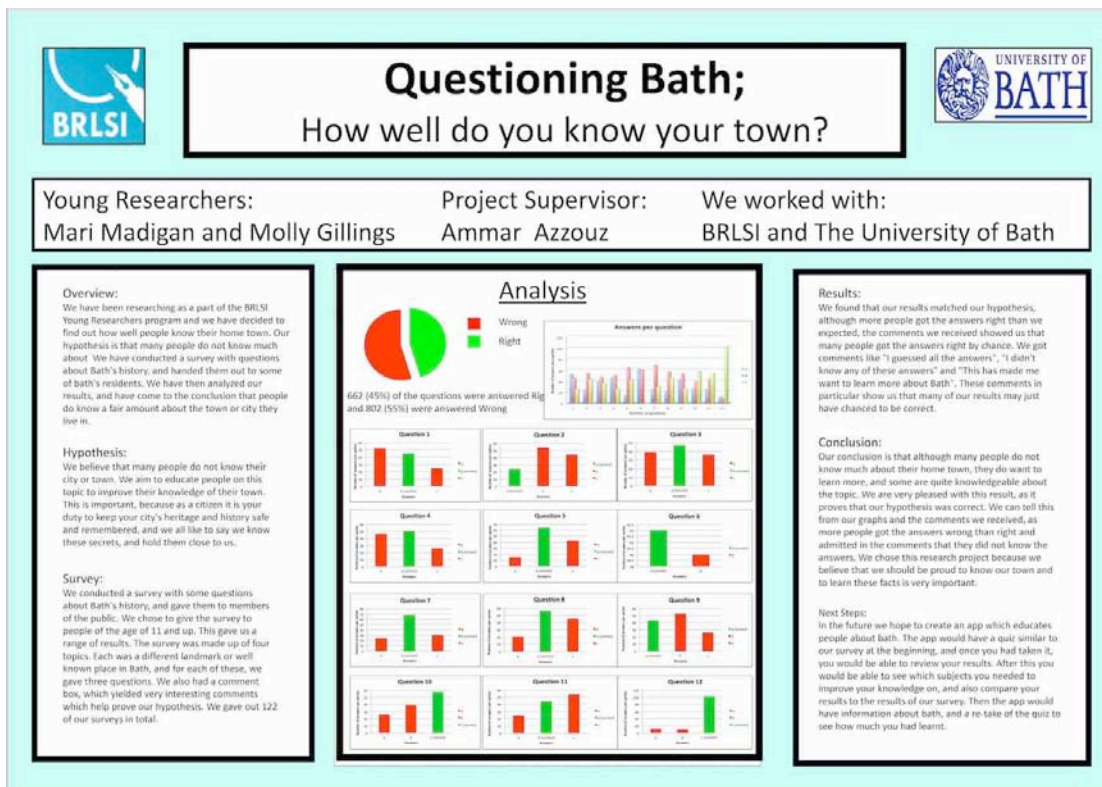 BRLSI
Questioning Bath;
How well do you know your town?
UNIVERSITY OF
BATH
Young Researchers:
Mari Madigan and Molly Gillings
Project Supervisor:
Ammar Azzouz
We worked with:
BRLSI and The University of Bath
Overview:
We have been researching as a part of the BRLSI
Young Researchers program and we have decided to
find out how well people know their home town. Our
hypothesis is that many people do not know much
about We have conducted a survey with questions
about Bath's history, and handed them out to some
of bath's residents. We have then analyzed our
results, and have come to the conclusion that people
do know a fair amount about the town or city they
live in.
Hypothesis:
We believe that many people do not know their
city or town. We aim to educate people on this
topic to improve their knowledge of their town.
This is important, because as a citizen it is your
duty to keep your city's heritage and history safe
and remembered, and we all like to say we know
these secrets, and hold them close to us.
Survey:
We conducted a survey with some questions
about Bath's history, and gave them to members
of the public. We chose to give the survey to
people of the age of 11 and up. This gave us a
range of results. The survey was made up of four
topics. Each was a different landmark or well
known place in Bath, and for each of these, we
gave three questions. We also had a comment
box, which yielded very interesting comments
which help prove our hypothesis. We gave out 122
of our surveys in total.
Analysis
Wrong
Right
Answers per question
662 (45%) of the questions were answered Rig
and 802 (55%) were answered Wrong
Question 1
Question 2
Question 3
Question 4
Question 5
Question 6
Question 7
Question 8
Question 9
Question 10
Question 11
Question 12
Results:
We found that our results matched our hypothesis,
although more people got the answers right than we
expected, the comments we received showed us that
many people got the answers right by chance. We got
comments like "I guessed all the answers", "I didn't
know any of these answers" and "This has made me
want to learn more about Bath". These comments in
particular show us that many of our results may just
have chanced to be correct.
Conclusion:
Our conclusion is that although many people do not
know much about their home town, they do want to
learn more, and some are quite knowledgeable about
the topic. We are very pleased with this result, as it
proves that our hypothesis was correct. We can tell this
from our graphs and the comments we received, as
more people got the answers wrong than right and
admitted in the comments that they did not know the
answers. We chose this research project because we
believe that we should be proud to know our town and
to learn these facts is very important.
Next Steps:
In the future we hope to create an app which educates
people about bath. The app would have a quiz similar to
our survey at the beginning, and once you had taken it,
you would be able to review your results. After this you
would be able to see which subjects you needed to
improve your knowledge on, and also compare your
results to the results of our survey. Then the app would
have information about bath, and a re-take of the quiz to
see how much you had learnt.